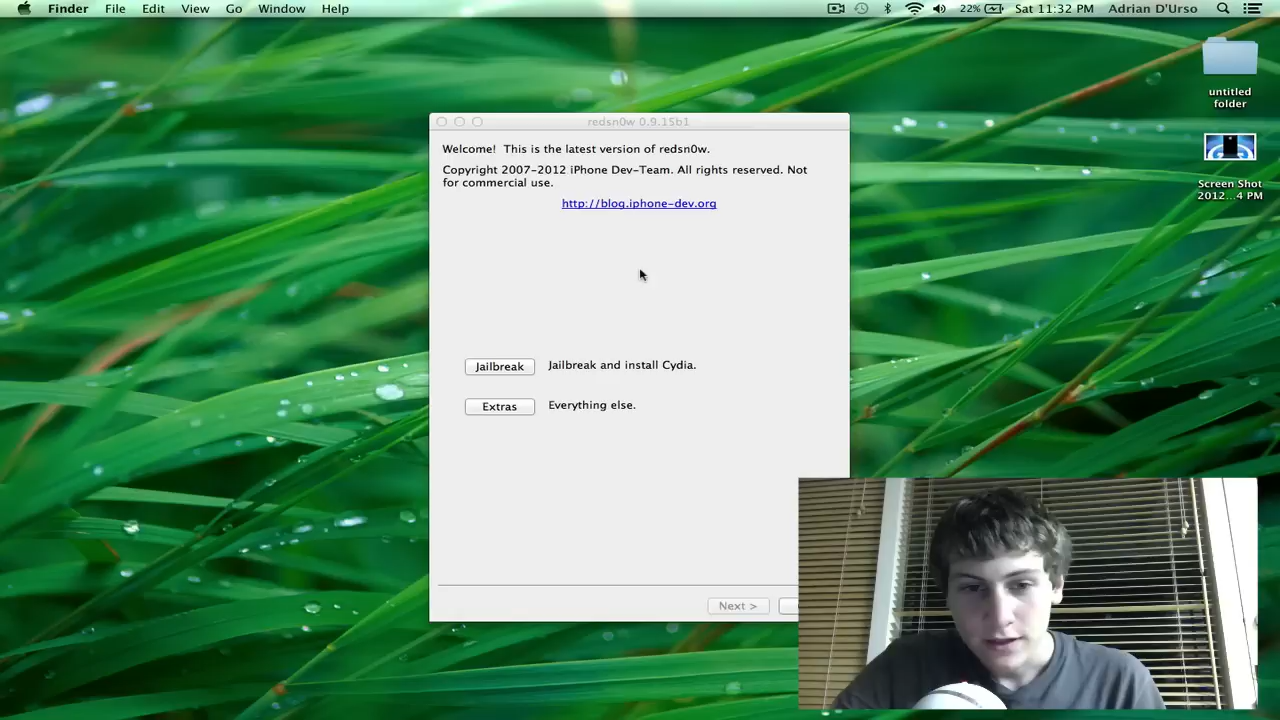 Finder File Edit View Go Window Help 22% Sat 11:32 PM Adrian D'Urso
untitled
folder
Screen Shot
2012...4 PM
redsn0w 0.9.15b1
Welcome! This is the latest version of redsn0w.
Copyright 2007-2012 iPhone Dev-Team. All rights reserved. Not
for commercial use.
http://blog.iphone-dev.org
Jailbreak Jailbreak and install Cydia.
Extras Everything else.
Next >